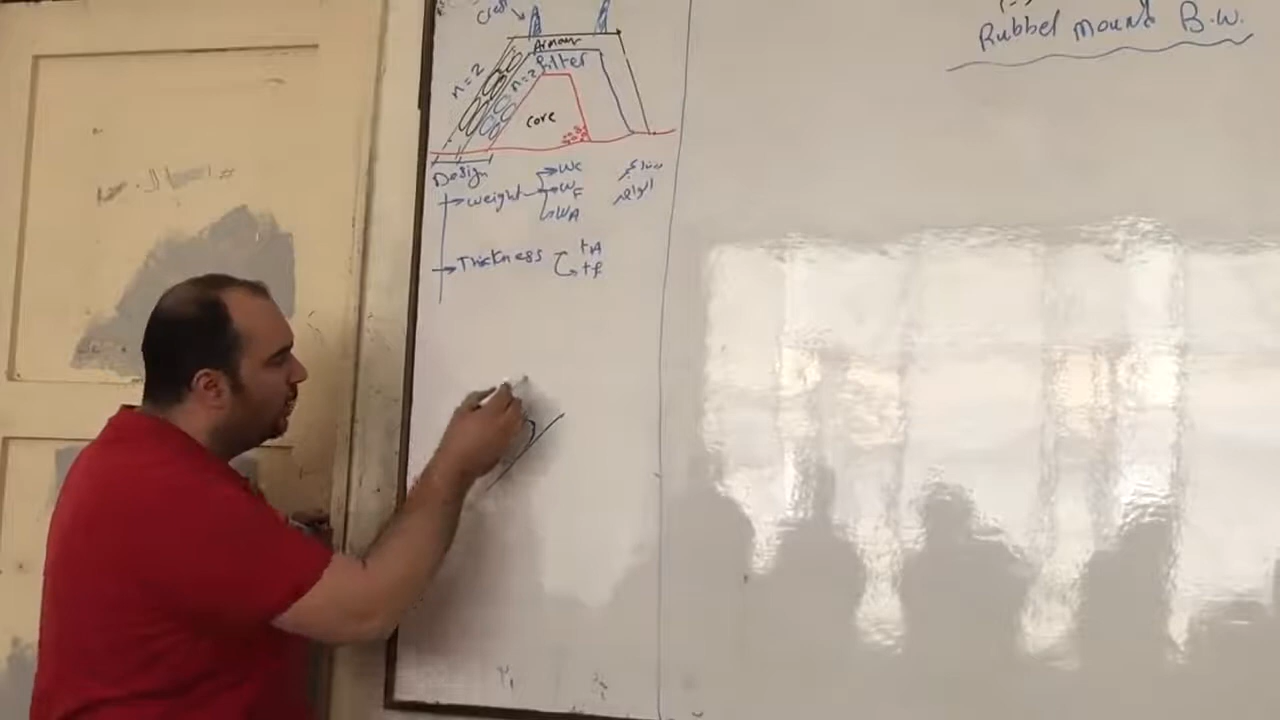 Crest
Armour
filter
n=2
n=2
core
Design
weight
Wc
WF
WA
Thickness
tA
tf
Rubbel mound B.W.